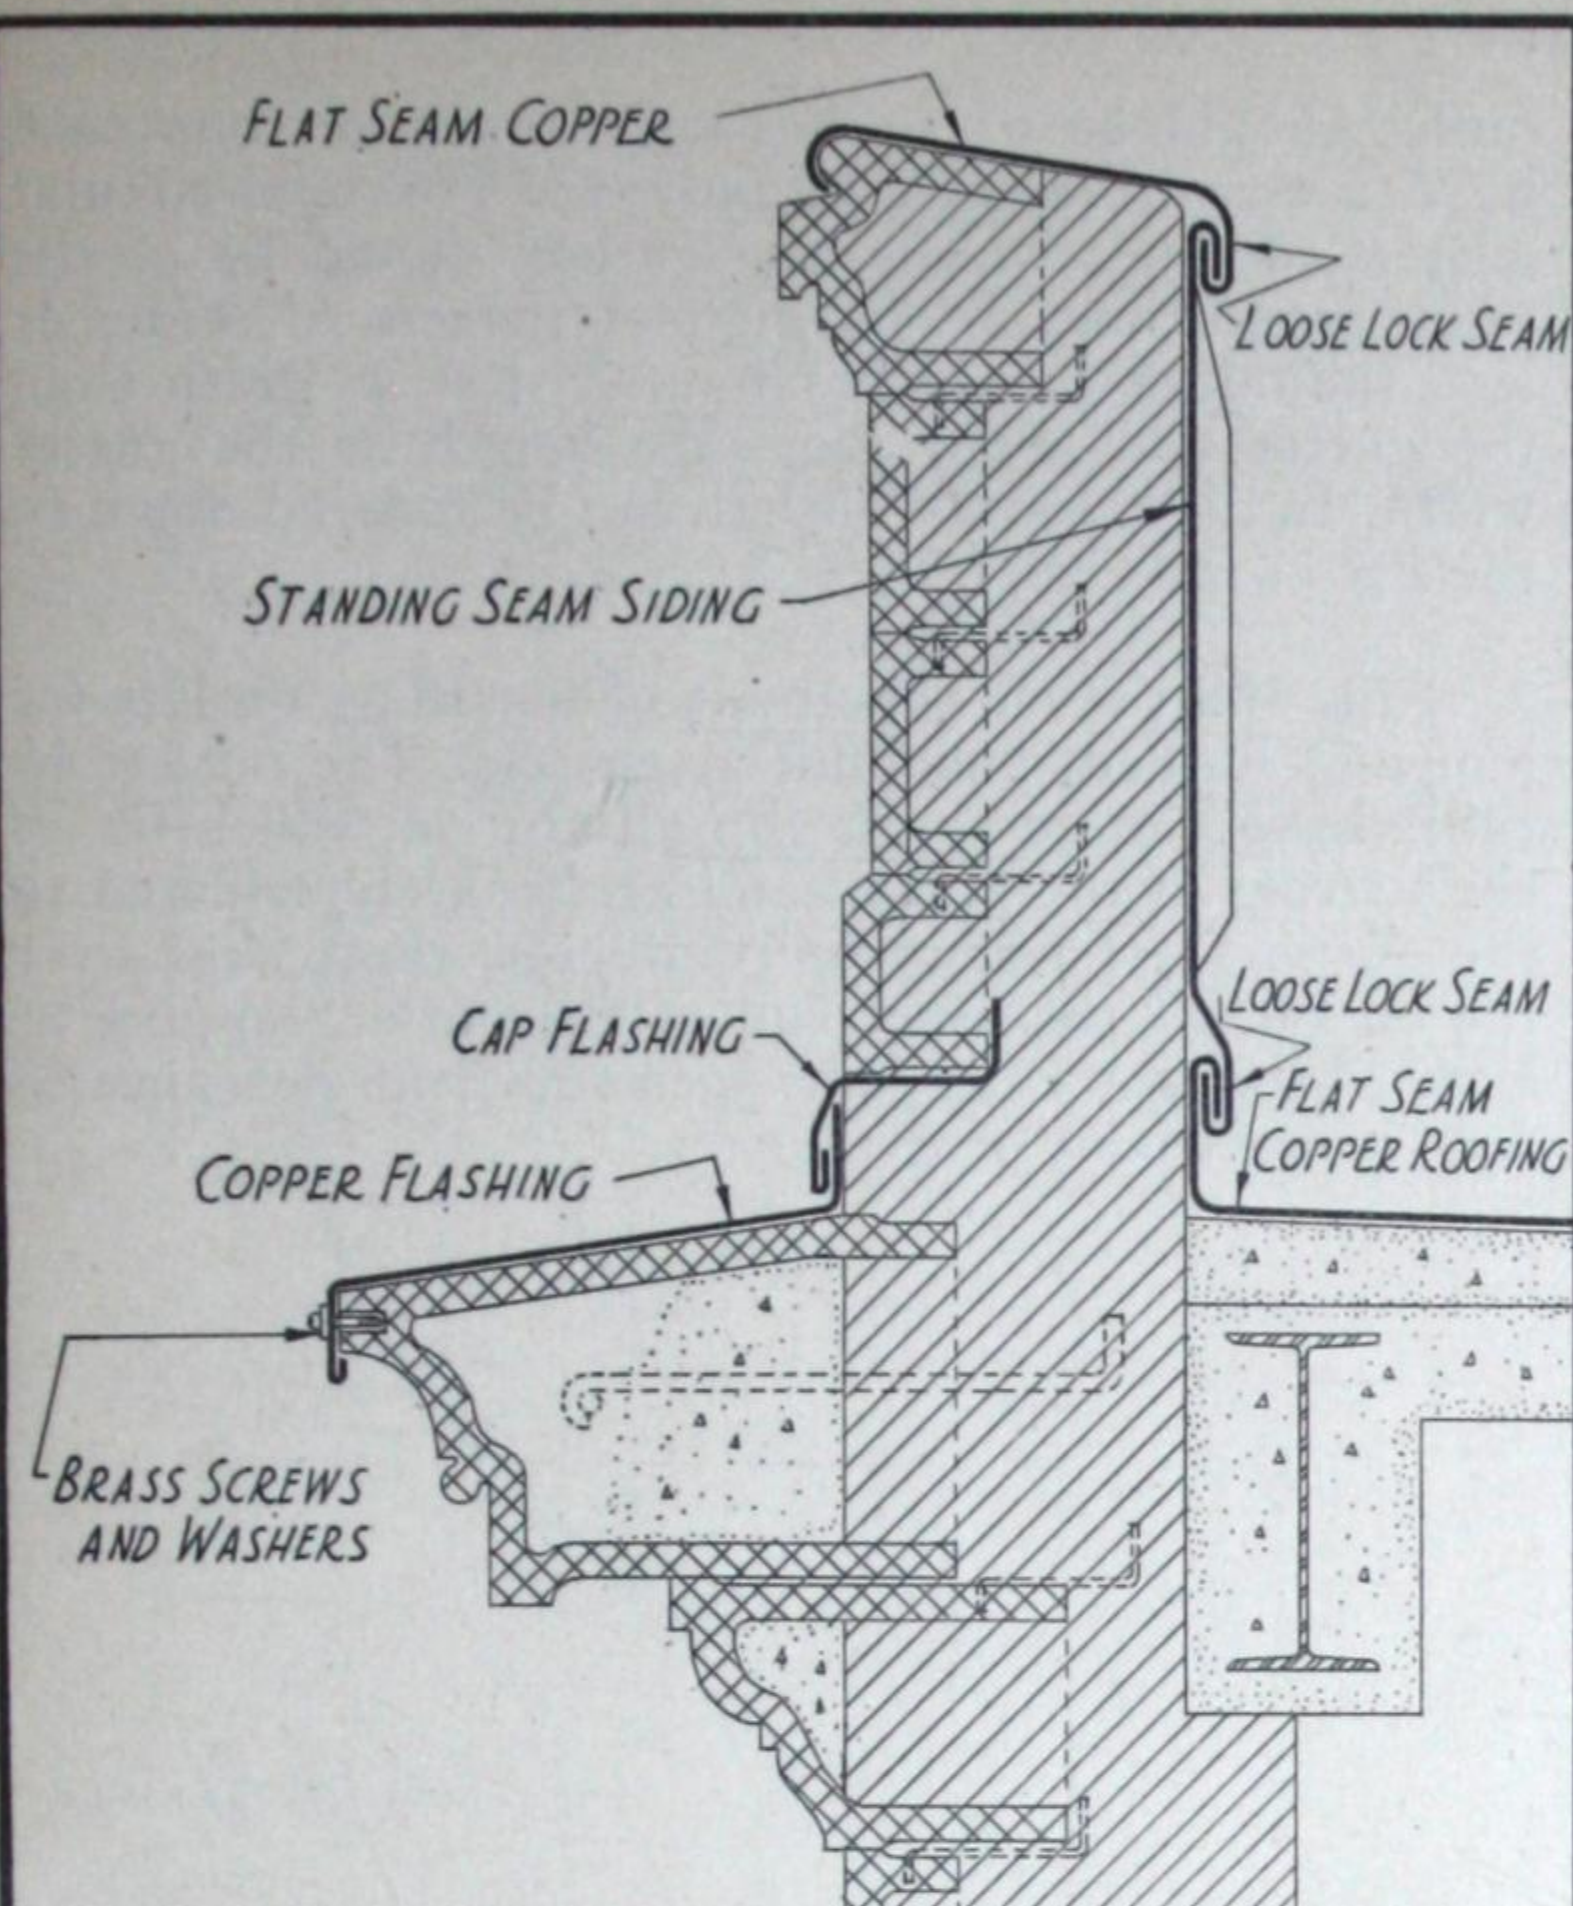 FLAT SEAM COPPER
LOOSE LOCK SEAM
STANDING SEAM SIDING
LOOSE LOCK SEAM
CAP FLASHING
FLAT SEAM
COPPER ROOFING
COPPER FLASHING
BRASS SCREWS
AND WASHERS